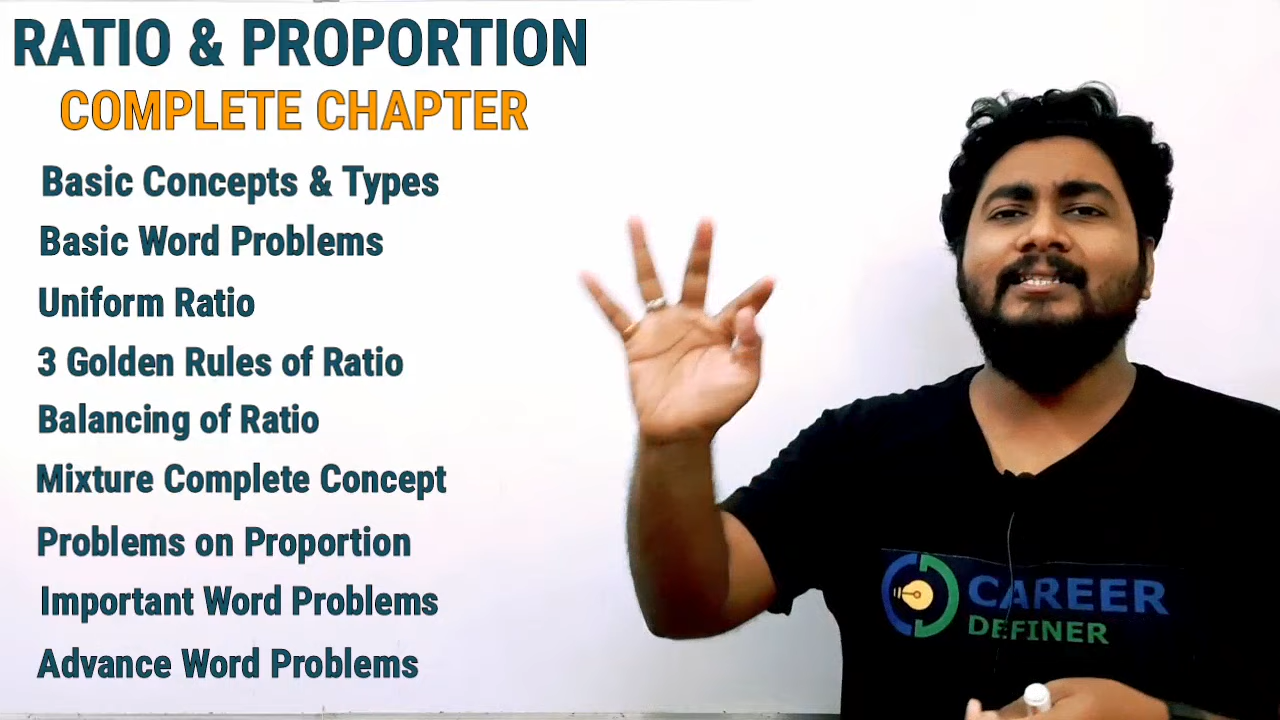 RATIO & PROPORTION
COMPLETE CHAPTER
Basic Concepts & Types
Basic Word Problems
Uniform Ratio
3 Golden Rules of Ratio
Balancing of Ratio
Mixture Complete Concept
Problems on Proportion
Important Word Problems
Advance Word Problems
CAREER
DEFINER